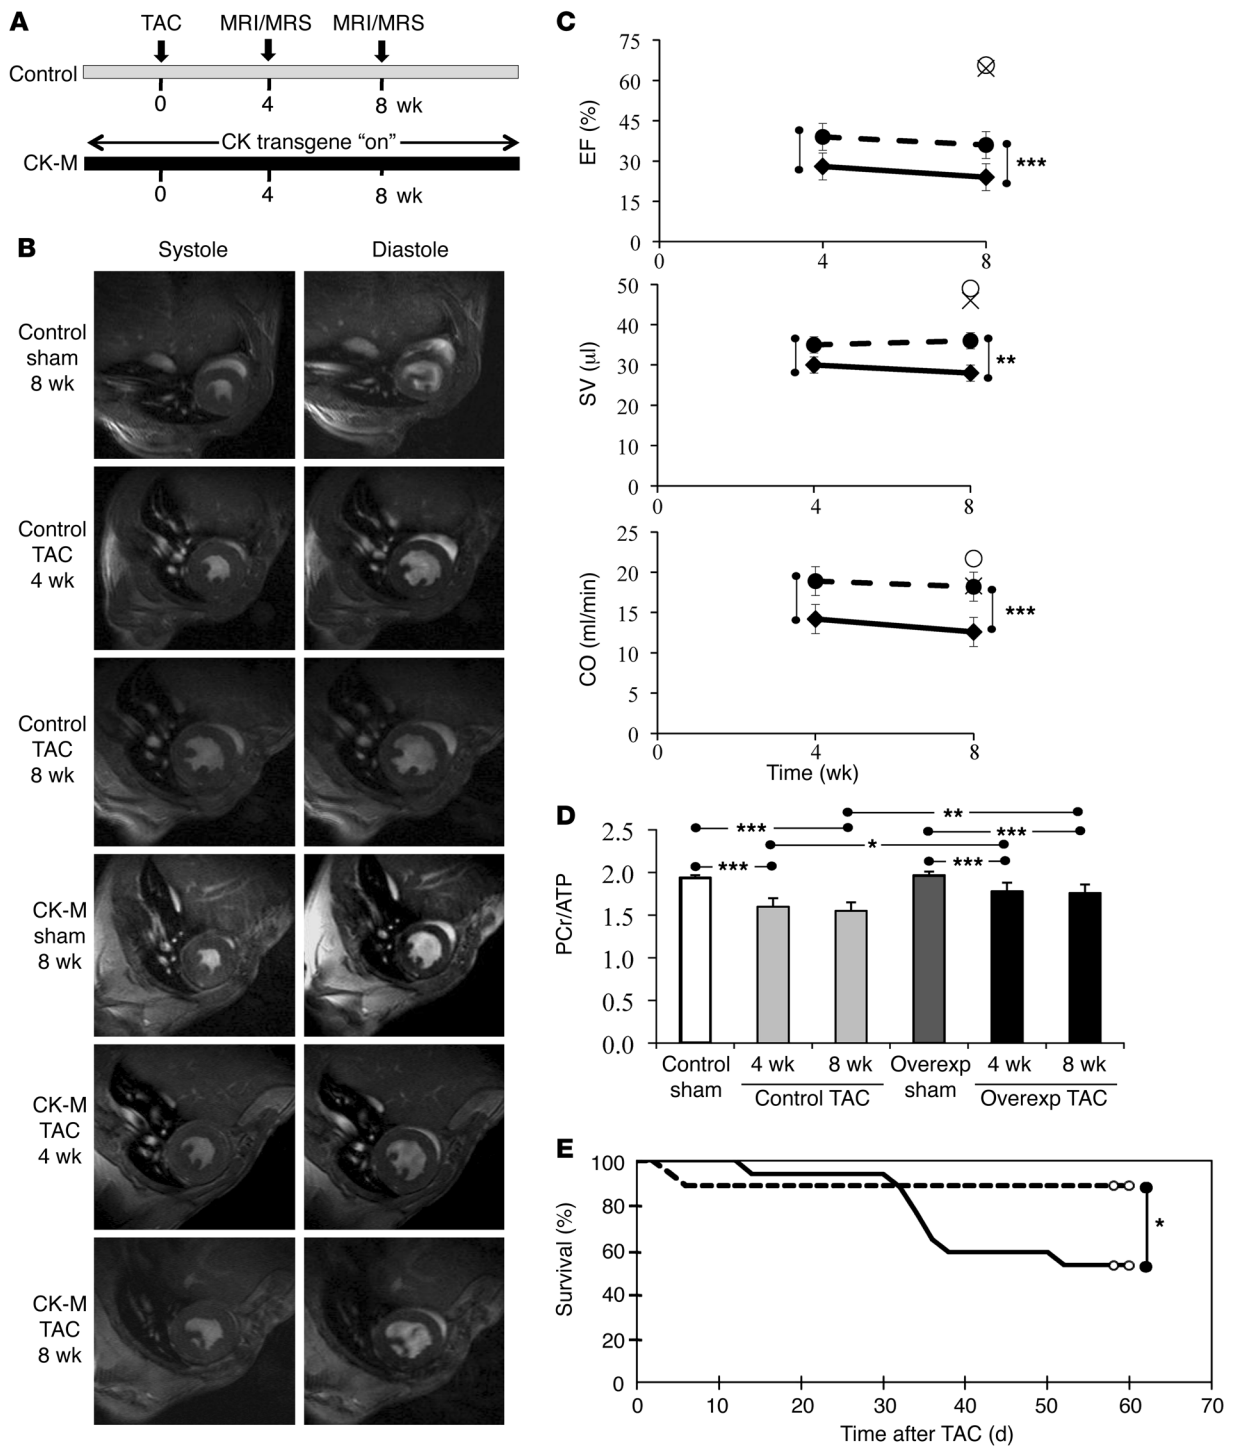 A
TAC MRI/MRS MRI/MRS
Control
0 4 8 wk
CK transgene “on”
CK-M
0 4 8 wk
B
Systole Diastole
Control
sham
8 wk
Control
TAC
4 wk
Control
TAC
8 wk
CK-M
sham
8 wk
CK-M
TAC
4 wk
CK-M
TAC
8 wk
C
EF (%)
75
60
45
30
15
0
***
0 4 8
SV (µl)
50
40
30
20
10
0
**
0 4 8
CO (ml/min)
25
20
15
10
5
0
***
0 4 8
Time (wk)
D
PCr/ATP
2.5
2.0
1.5
1.0
0.5
0.0
**
*** ***
*
*** ***
Control
sham
4 wk 8 wk
Control TAC
Overexp
sham
4 wk 8 wk
Overexp TAC
E
Survival (%)
100
80
60
40
20
0
*
0 10 20 30 40 50 60 70
Time after TAC (d)